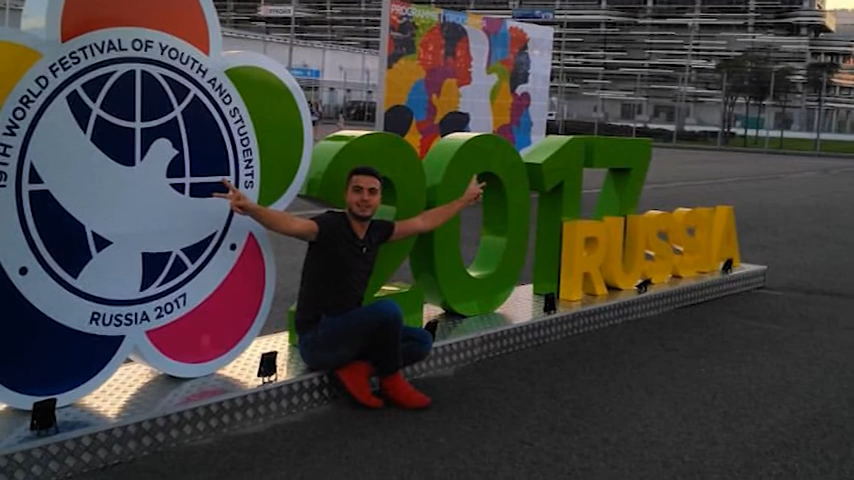 19TH WORLD FESTIVAL OF YOUTH AND STUDENTS
RUSSIA 2017
2017
RUSSIA